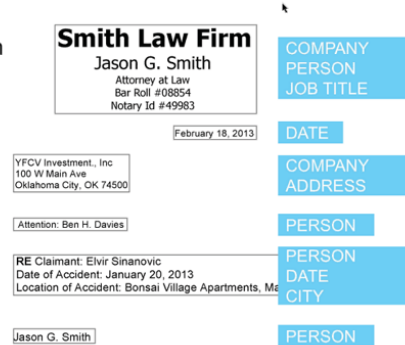 Smith Law Firm
Jason G. Smith
Attorney at Law
Bar Roll #08854
Notary Id #49983
COMPANY
PERSON
JOB TITLE
February 18, 2013
DATE
YFCV Investment., Inc
100 W Main Ave
Oklahoma City, OK 74500
COMPANY
ADDRESS
Attention: Ben H. Davies
PERSON
RE Claimant: Elvir Sinanovic
Date of Accident: January 20, 2013
Location of Accident: Bonsai Village Apartments,
PERSON
DATE
CITY
Jason G. Smith
PERSON